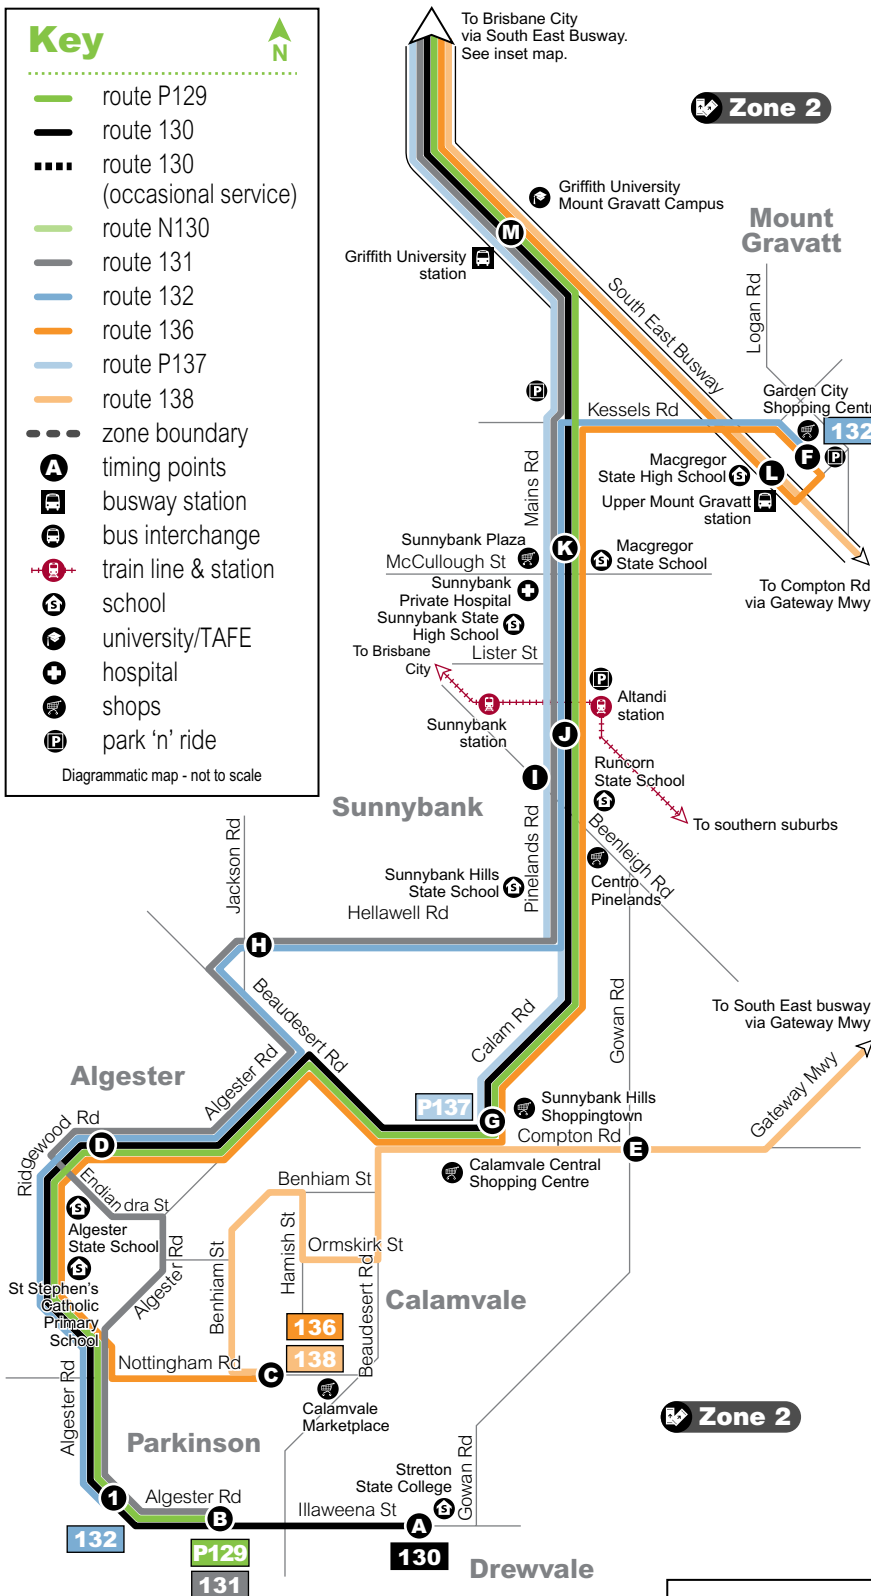 Key
N
route P129
route 130
route 130
(occasional service)
route N130
route 131
route 132
route 136
route P137
route 138
zone boundary
A timing points
busway station
bus interchange
train line & station
school
university/TAFE
hospital
shops
P park 'n' ride
Diagrammatic map - not to scale
To Brisbane City
via South East Busway.
See inset map.
Zone 2
Griffith University
Mount Gravatt Campus
Mount
Gravatt
M
Griffith University
station
South East Busway
Logan Rd
P
Kessels Rd
Garden City
Shopping Cent
132
F
P
Mains Rd
Macgregor
State High School
L
Upper Mount Gravatt
station
Sunnybank Plaza
K
McCullough St
Macgregor
State School
To Compton Rd
via Gateway Mwy
Sunnybank
Private Hospital
Sunnybank State
High School
To Brisbane
City
Lister St
P
Altandi
station
Sunnybank
station
J
I
Runcorn
State School
Sunnybank
To southern suburbs
Beenleigh Rd
Jackson Rd
Pinelands Rd
Centro
Pinelands
Sunnybank Hills
State School
Hellawell Rd
H
Beaudesert Rd
Calam Rd
Gowan Rd
To South East busway
via Gateway Mwy
Algester
Algester Rd
P137
G
Sunnybank Hills
Shoppingtown
Gateway Mwy
Compton Rd
E
Ridgewood Rd
D
Calamvale Central
Shopping Centre
Endiandra St
Benhiam St
Algester
State School
Hamish St
Ormskirk St
Algester Rd
Benhiam St
Beaudesert Rd
St Stephen's
Catholic
Primary
School
Calamvale
136
138
Nottingham Rd
C
Algester Rd
Calamvale
Marketplace
Zone 2
Parkinson
Stretton
State College
Gowan Rd
1
Algester Rd
B
Illaweena St
A
132
P129
131
130
Drewvale